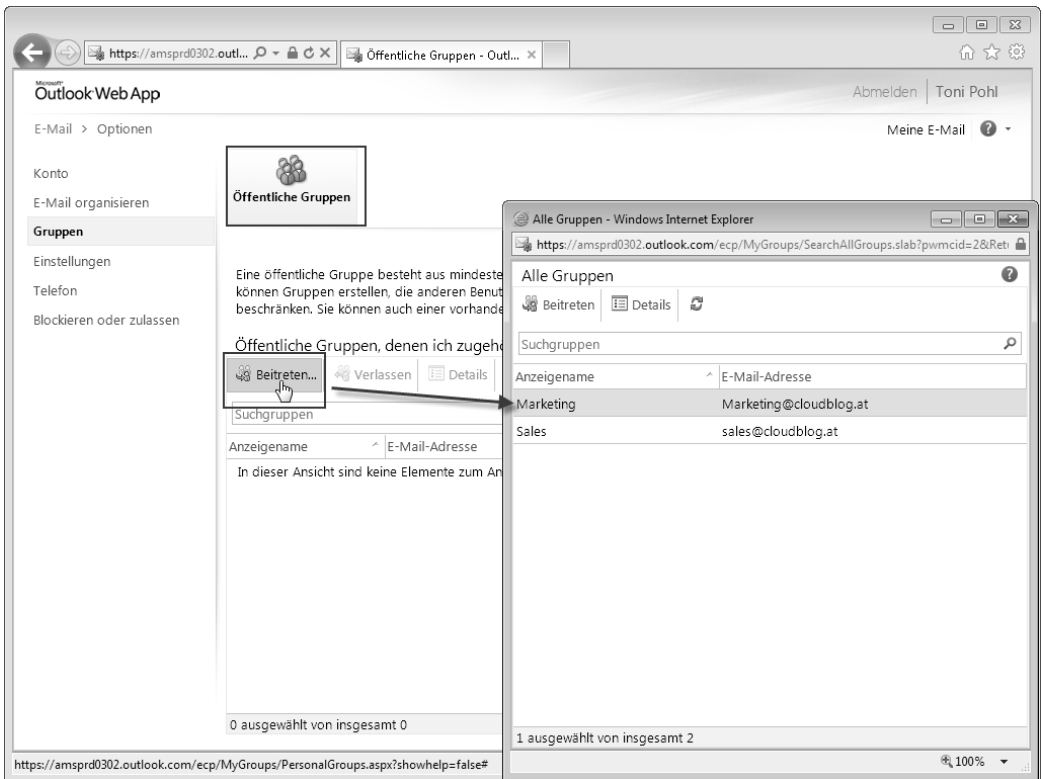 https://amsprd0302.outl...
Öffentliche Gruppen - Outl...
Microsoft
Outlook Web App
Abmelden
Toni Pohl
E-Mail > Optionen
Meine E-Mail
Konto
E-Mail organisieren
Gruppen
Einstellungen
Telefon
Blockieren oder zulassen
Öffentliche Gruppen
Eine öffentliche Gruppe besteht aus mindeste
können Gruppen erstellen, die anderen Benut
beschränken. Sie können auch einer vorhande
Öffentliche Gruppen, denen ich zugehö
Beitreten...
Verlassen
Details
Suchgruppen
Anzeigename
E-Mail-Adresse
In dieser Ansicht sind keine Elemente zum An
0 ausgewählt von insgesamt 0
https://amsprd0302.outlook.com/ecp/MyGroups/PersonalGroups.aspx?showhelp=false#
Alle Gruppen - Windows Internet Explorer
https://amsprd0302.outlook.com/ecp/MyGroups/SearchAllGroups.slab?pwmcid=2&Ret
Alle Gruppen
Beitreten
Details
Suchgruppen
Anzeigename
E-Mail-Adresse
Marketing
Marketing@cloudblog.at
Sales
sales@cloudblog.at
1 ausgewählt von insgesamt 2
100%